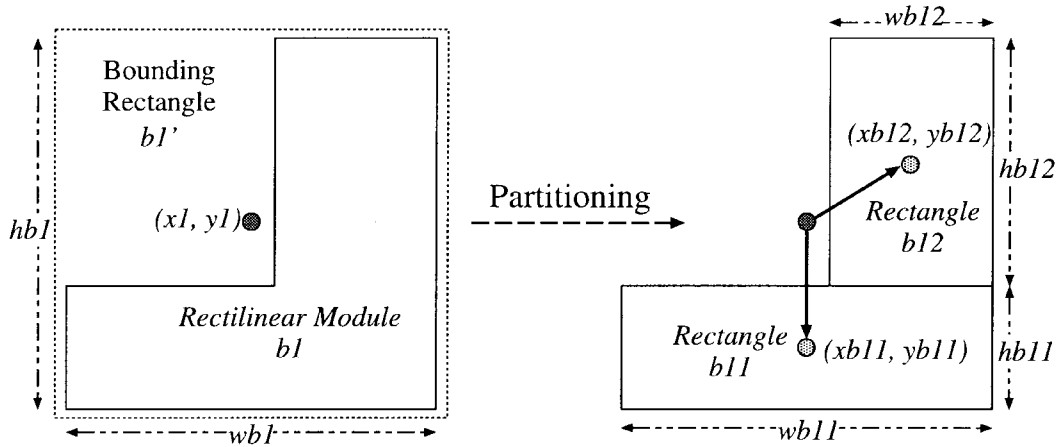 Bounding
Rectangle
b1'
(x1, y1)
hb1
Rectilinear Module
b1
wb1
Partitioning
wb12
(xb12, yb12)
hb12
Rectangle
b12
Rectangle
b11
(xb11, yb11)
hb11
wb11